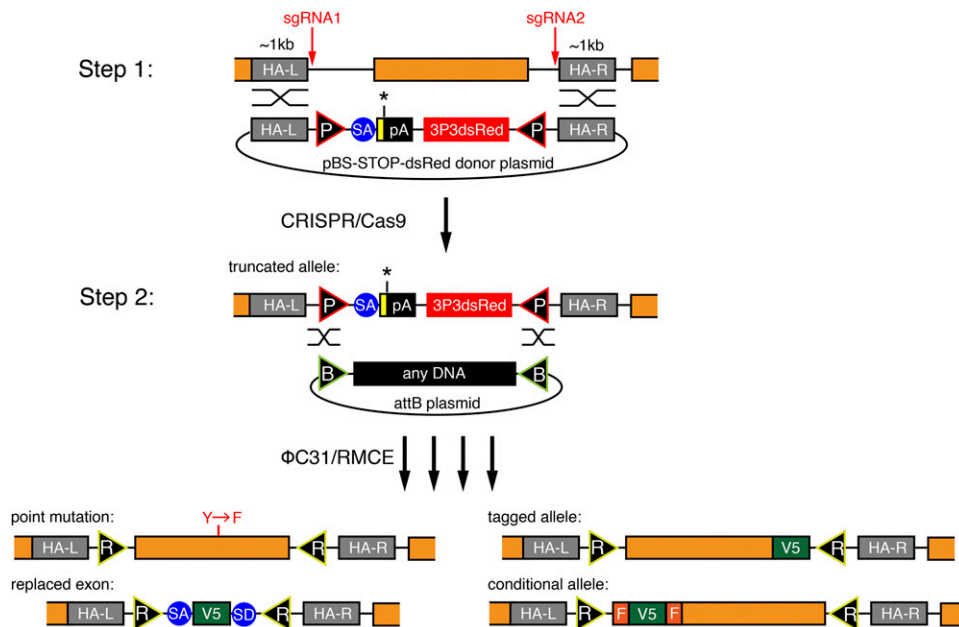 sgRNA1 sgRNA2
~1kb ~1kb
Step 1: HA-L HA-R
*
HA-L P SA pA 3P3dsRed P HA-R
pBS-STOP-dsRed donor plasmid
CRISPR/Cas9
truncated allele: *
Step 2: HA-L P SA pA 3P3dsRed P HA-R
B any DNA B
attB plasmid
ΦC31/RMCE
point mutation: Y→F
HA-L R R HA-R
tagged allele:
HA-L R V5 R HA-R
replaced exon:
HA-L R SA V5 SD R HA-R
conditional allele:
HA-L R F V5 F R HA-R